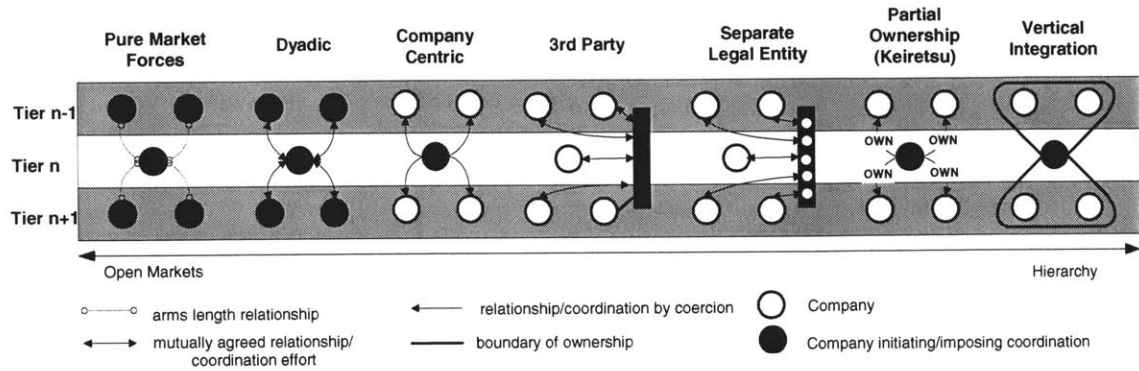 Pure Market
Forces
Dyadic
Company
Centric
3rd Party
Separate
Legal Entity
Partial
Ownership
(Keiretsu)
Vertical
Integration
Tier n-1
Tier n
Tier n+1
OWN
OWN
OWN
OWN
Open Markets
Hierarchy
arms length relationship
mutually agreed relationship/
coordination effort
relationship/coordination by coercion
boundary of ownership
Company
Company initiating/imposing coordination